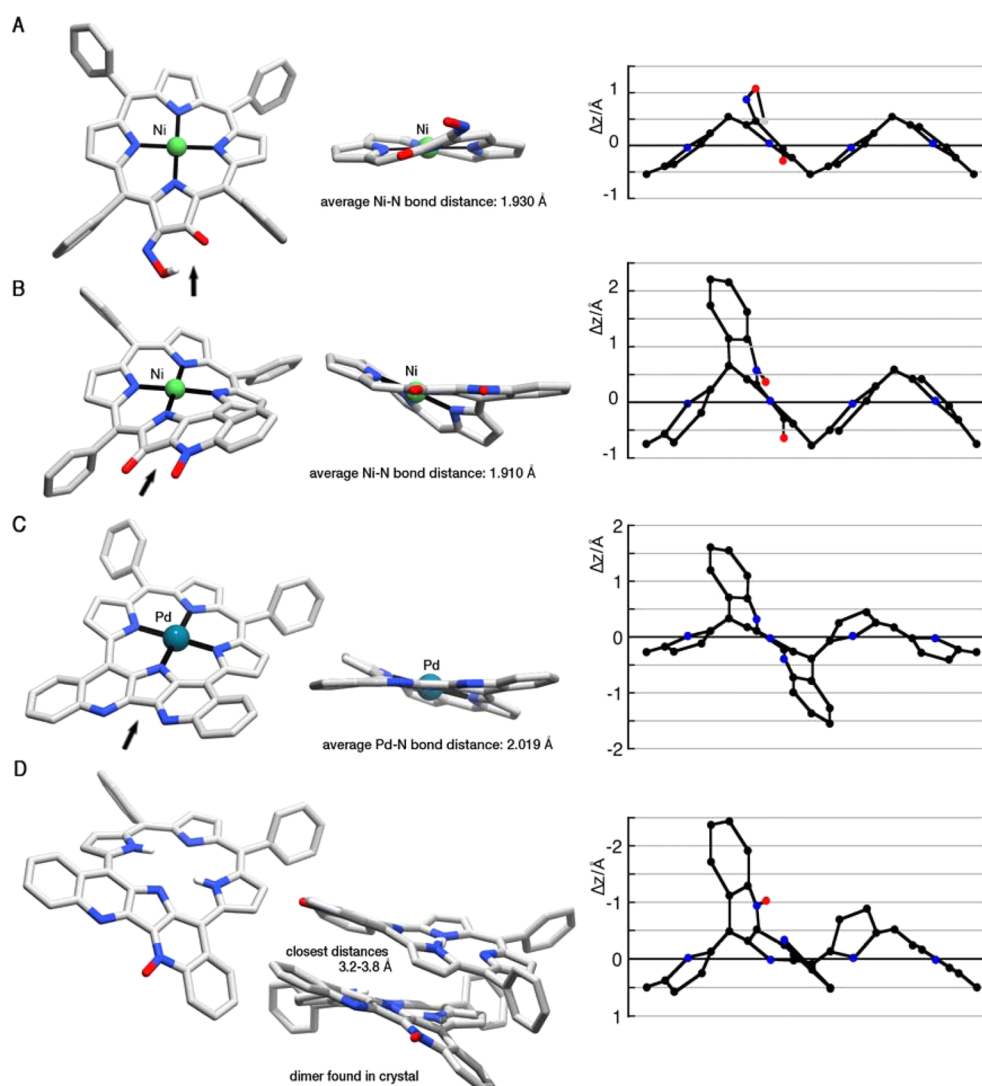 A
Ni
Ni
average Ni-N bond distance: 1.930 Å
Δz/Å
1
0
-1
B
Ni
Ni
average Ni-N bond distance: 1.910 Å
Δz/Å
2
1
0
-1
C
Pd
Pd
average Pd-N bond distance: 2.019 Å
Δz/Å
2
1
0
-1
-2
D
closest distances
3.2-3.8 Å
dimer found in crystal
Δz/Å
-2
-1
0
1